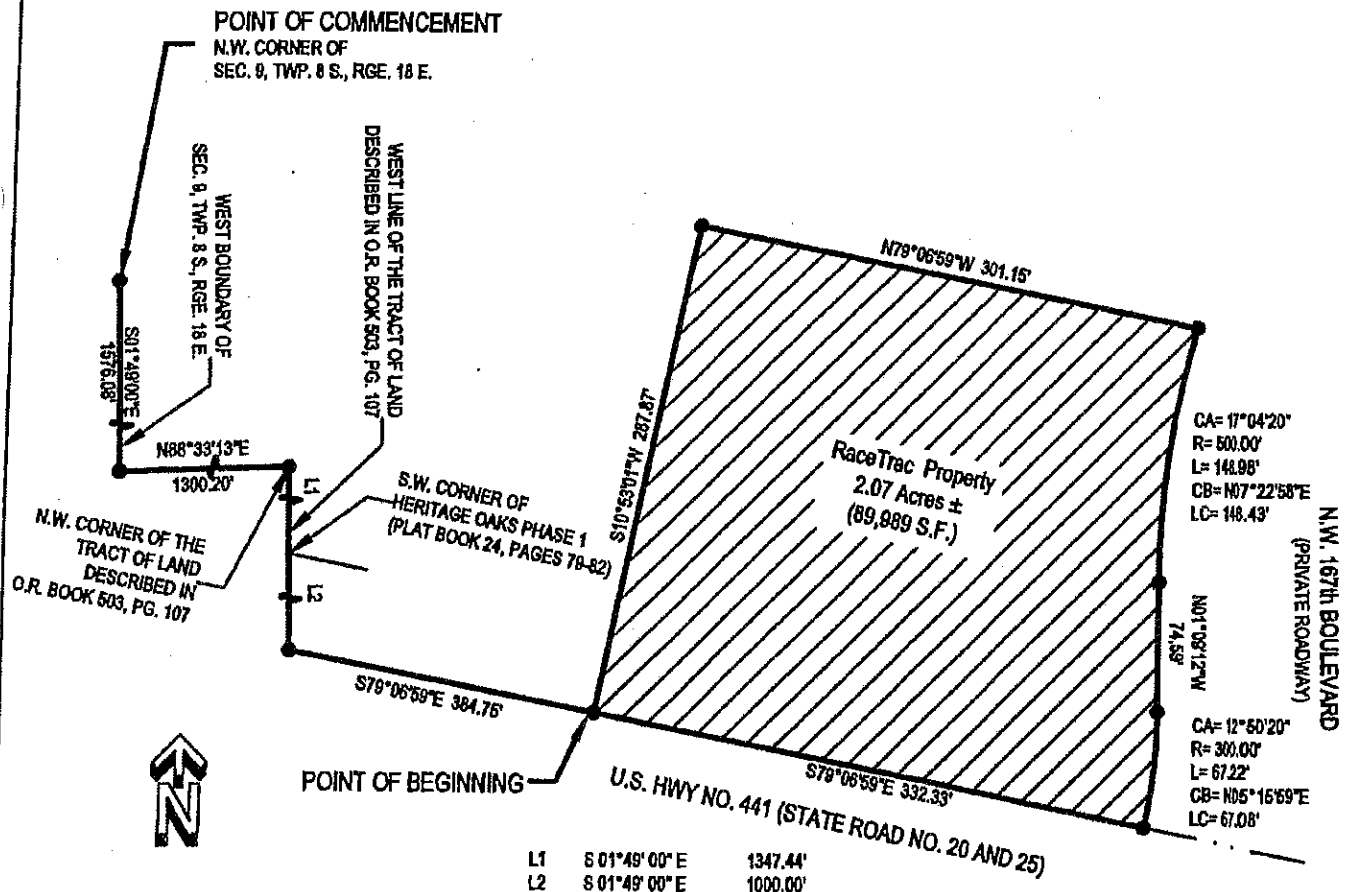 POINT OF COMMENCEMENT
N.W. CORNER OF
SEC. 9, TWP. 8 S., RGE. 18 E.
WEST BOUNDARY OF
SEC. 9, TWP. 8 S., RGE. 18 E.
WEST LINE OF THE TRACT OF LAND
DESCRIBED IN O.R. BOOK 503, PG. 107
S01°49'00"E
1576.08'
N88°33'13"E
1300.20'
N.W. CORNER OF THE
TRACT OF LAND
DESCRIBED IN
O.R. BOOK 503, PG. 107
L1
S.W. CORNER OF
HERITAGE OAKS PHASE 1
(PLAT BOOK 24, PAGES 79-82)
L2
S79°06'59"E 384.75'
S10°53'01"W 287.87'
N79°06'59"W 301.15'
RaceTrac Property
2.07 Acres ±
(89,989 S.F.)
CA= 17°04'20"
R= 500.00'
L= 148.98'
CB= N07°22'58"E
LC= 148.43'
N.W. 167th BOULEVARD
(PRIVATE ROADWAY)
N01°09'12"W
74.59'
CA= 12°50'20"
R= 300.00'
L= 67.22'
CB= N05°15'59"E
LC= 67.08'
POINT OF BEGINNING
S79°06'59"E 332.33'
U.S. HWY NO. 441 (STATE ROAD NO. 20 AND 25)
N
L1 S 01°49' 00" E 1347.44'
L2 S 01°49' 00" E 1000.00'